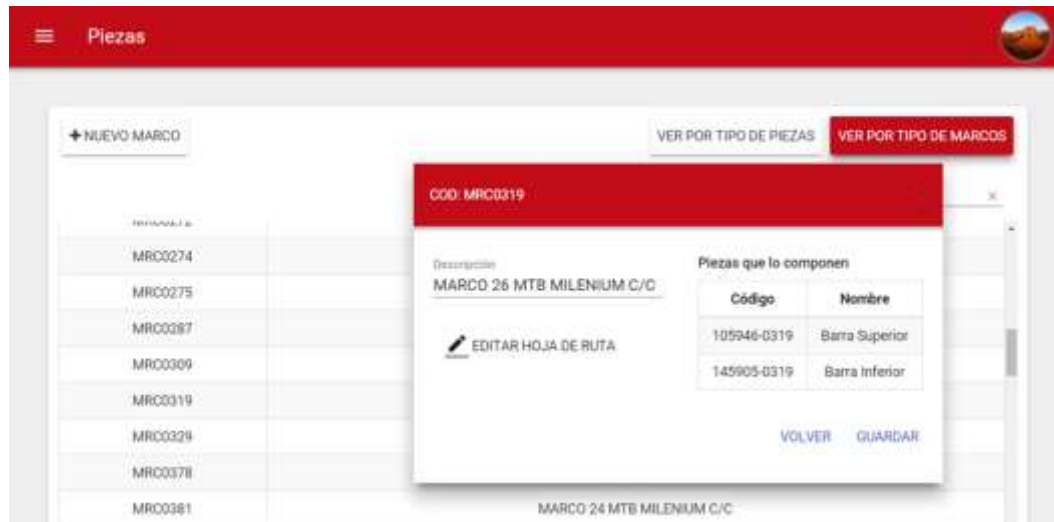 Piezas
NUEVO MARCO
VER POR TIPO DE PIEZAS
VER POR TIPO DE MARCOS
COD: MRC0319
MRC0272
MRC0274
MRC0275
MRC0287
MRC0309
MRC0319
MRC0329
MRC0378
MRC0381
MARCO 24 MTB MILENIUM C/C
Descripción
MARCO 26 MTB MILENIUM C/C
EDITAR HOJA DE RUTA
Piezas que lo componen
Código Nombre
105946-0319 Barra Superior
145905-0319 Barra Inferior
VOLVER GUARDAR